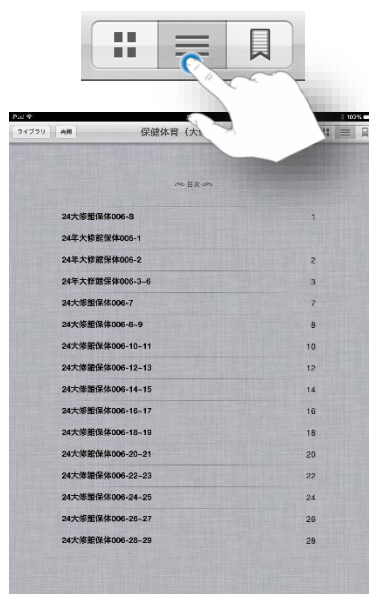 iPad
100%
ライブラリ 再開 保健体育（大
目次
24大修館保体006-S 1
24年大修館保体006-1
24年大修館保体006-2 2
24年大修館保体006-3-6 3
24大修館保体006-7 7
24大修館保体006-8-9 8
24大修館保体006-10-11 10
24大修館保体006-12-13 12
24大修館保体006-14-15 14
24大修館保体006-16-17 16
24大修館保体006-18-19 18
24大修館保体006-20-21 20
24大修館保体006-22-23 22
24大修館保体006-24-25 24
24大修館保体006-26-27 26
24大修館保体006-28-29 28